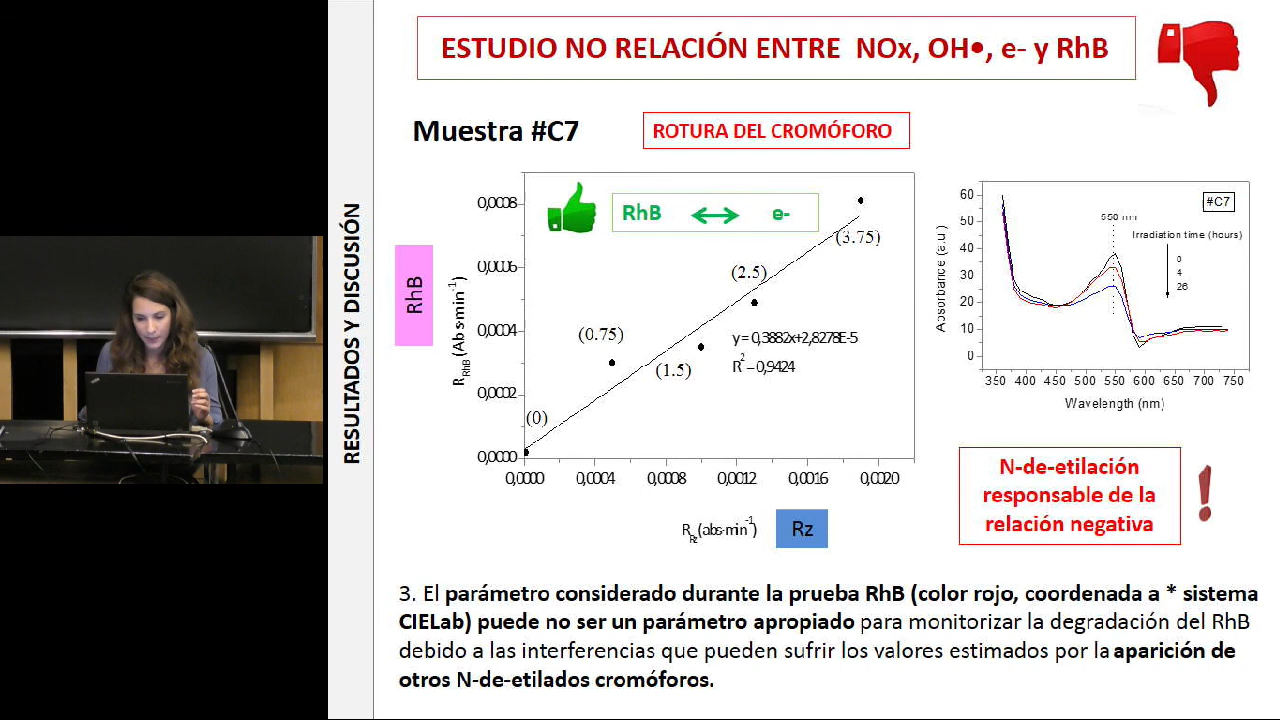 ESTUDIO NO RELACIÓN ENTRE NOx, OH•, e- y RhB
Muestra #C7
ROTURA DEL CROMÓFORO
RESULTADOS Y DISCUSIÓN
RhB
R RhB (Abs·min-1)
0,0008
0,0006
0,0004
0,0002
0,0000
RhB ↔ e-
(3.75)
(2.5)
(0.75)
(1.5)
(0)
y=0,3882x+2,8278E-5
R2=0,9424
0,0000 0,0004 0,0008 0,0012 0,0016 0,0020
R Rz (abs·min-1)
Rz
Absorbance (a.u.)
60
50
40
30
20
10
0
#C7
550 nm
Irradiation time (hours)
0
4
26
350 400 450 500 550 600 650 700 750
Wavelength (nm)
N-de-etilación
responsable de la
relación negativa
3. El parámetro considerado durante la prueba RhB (color rojo, coordenada a * sistema
CIELab) puede no ser un parámetro apropiado para monitorizar la degradación del RhB
debido a las interferencias que pueden sufrir los valores estimados por la aparición de
otros N-de-etilados cromóforos.